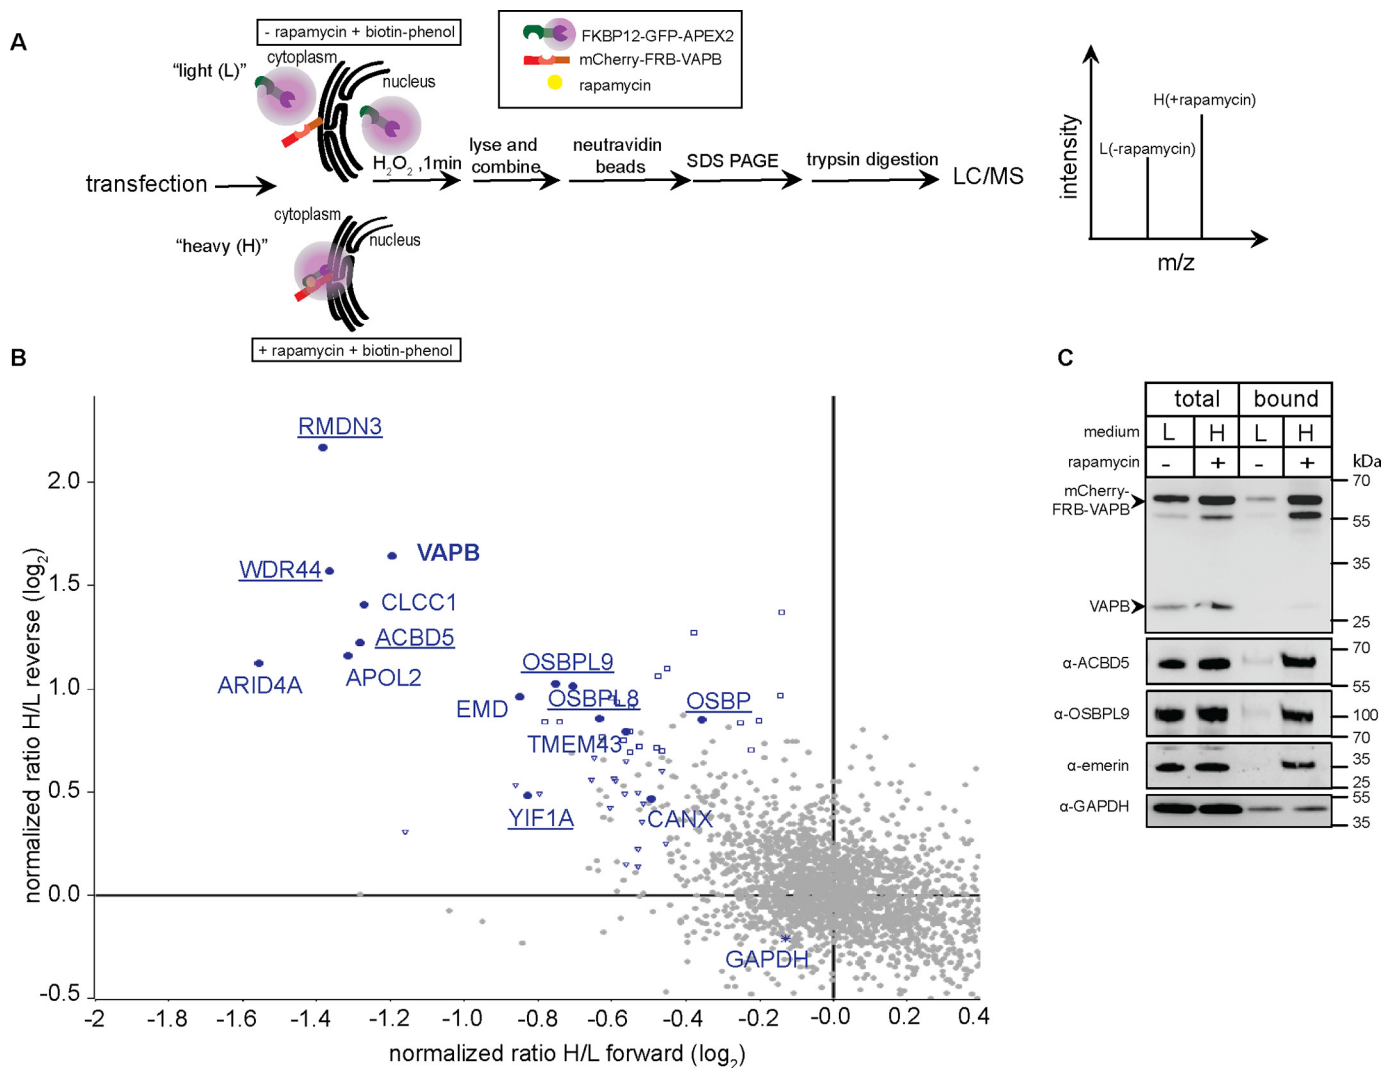 A
- rapamycin + biotin-phenol
cytoplasm
"light (L)"
nucleus
FKBP12-GFP-APEX2
mCherry-FRB-VAPB
rapamycin
transfection
H2O2 ,1min
lyse and
combine
neutravidin
beads
SDS PAGE
trypsin digestion
LC/MS
cytoplasm
"heavy (H)"
nucleus
+ rapamycin + biotin-phenol
intensity
H(+rapamycin)
L(-rapamycin)
m/z
B
normalized ratio H/L reverse (log2)
2.0
1.5
1.0
0.5
0.0
-0.5
RMDN3
VAPB
WDR44
CLCC1
ACBD5
APOL2
ARID4A
OSBPL9
EMD
OSBPL8
OSBP
TMEM43
YIF1A
CANX
GAPDH
-2
-1.8
-1.6
-1.4
-1.2
-1.0
-0.8
-0.6
-0.4
-0.2
-0.0
0.2
0.4
normalized ratio H/L forward (log2)
C
total
bound
medium
L
H
L
H
rapamycin
-
+
-
+
kDa
mCherry-
FRB-VAPB
VAPB
70
55
35
25
α-ACBD5
70
55
α-OSBPL9
100
70
α-emerin
35
25
α-GAPDH
55
35